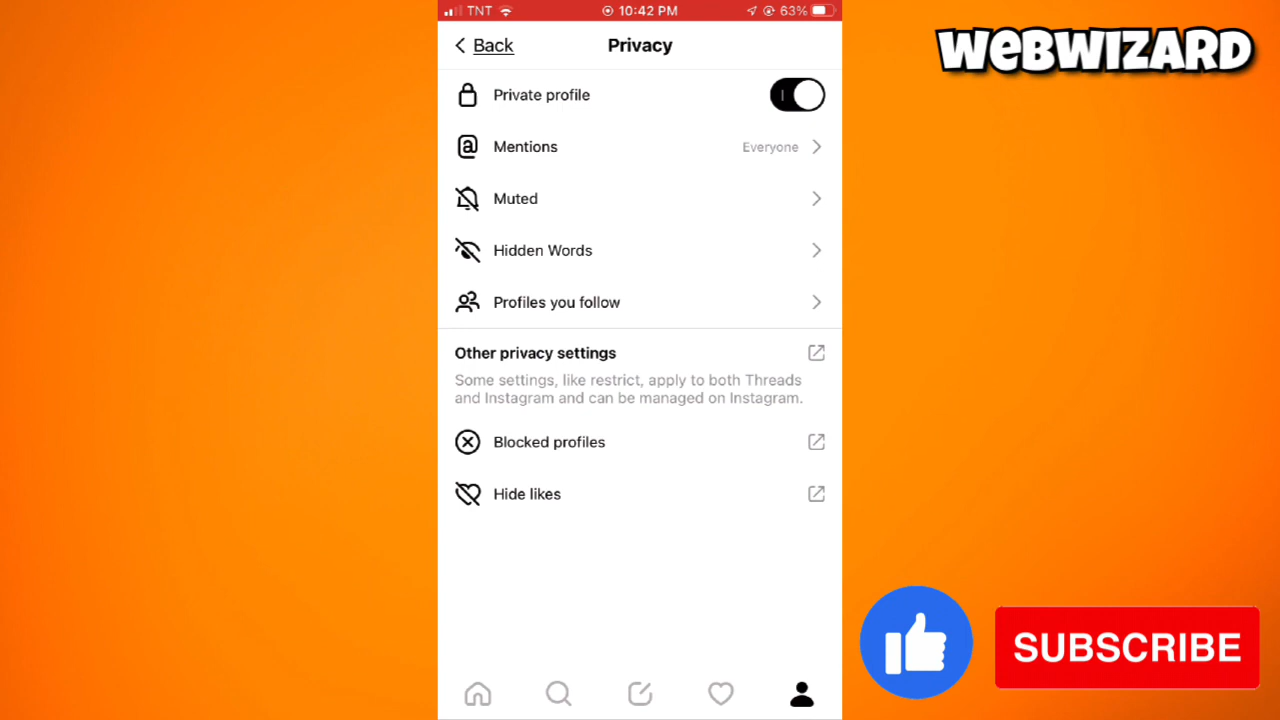 WEBWIZARD
TNT 10:42 PM 63%
Back Privacy
Private profile
Mentions Everyone
Muted
Hidden Words
Profiles you follow
Other privacy settings
Some settings, like restrict, apply to both Threads
and Instagram and can be managed on Instagram.
Blocked profiles
Hide likes
SUBSCRIBE